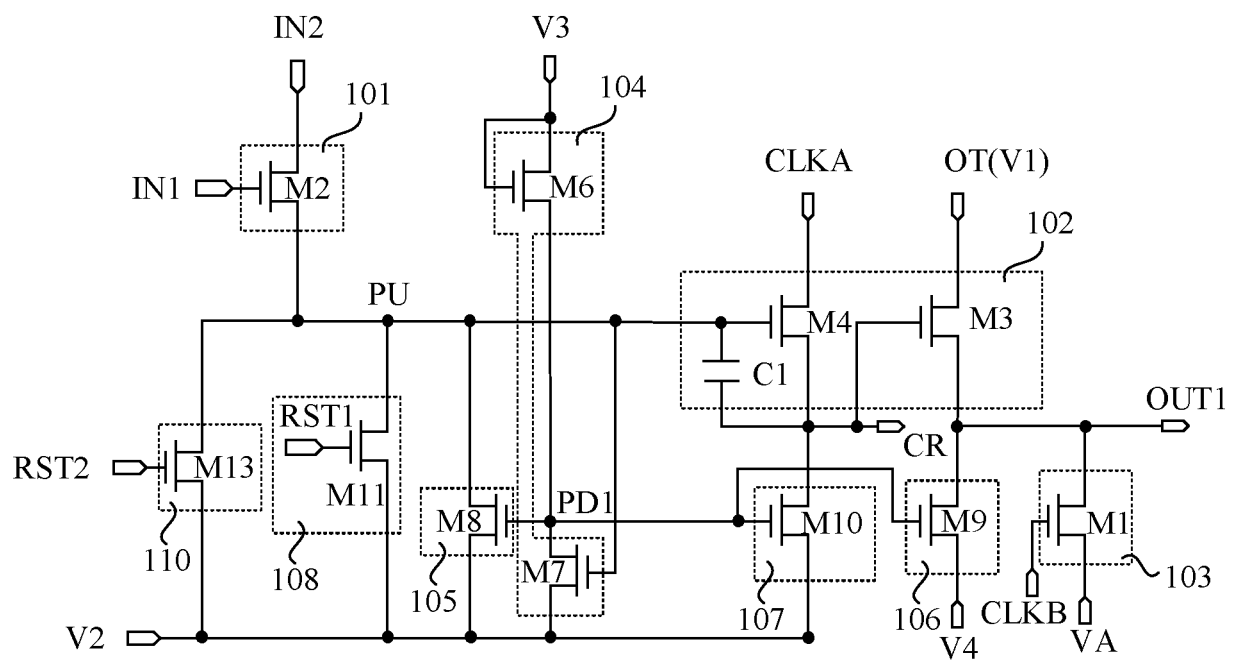 IN2
V3
101
104
IN1
M2
M6
CLKA
OT(V1)
102
PU
M4
M3
C1
RST1
OUT1
CR
RST2
M13
M11
M8
PD1
M10
M9
M1
110
108
105
M7
107
106
CLKB
103
V2
V4
VA